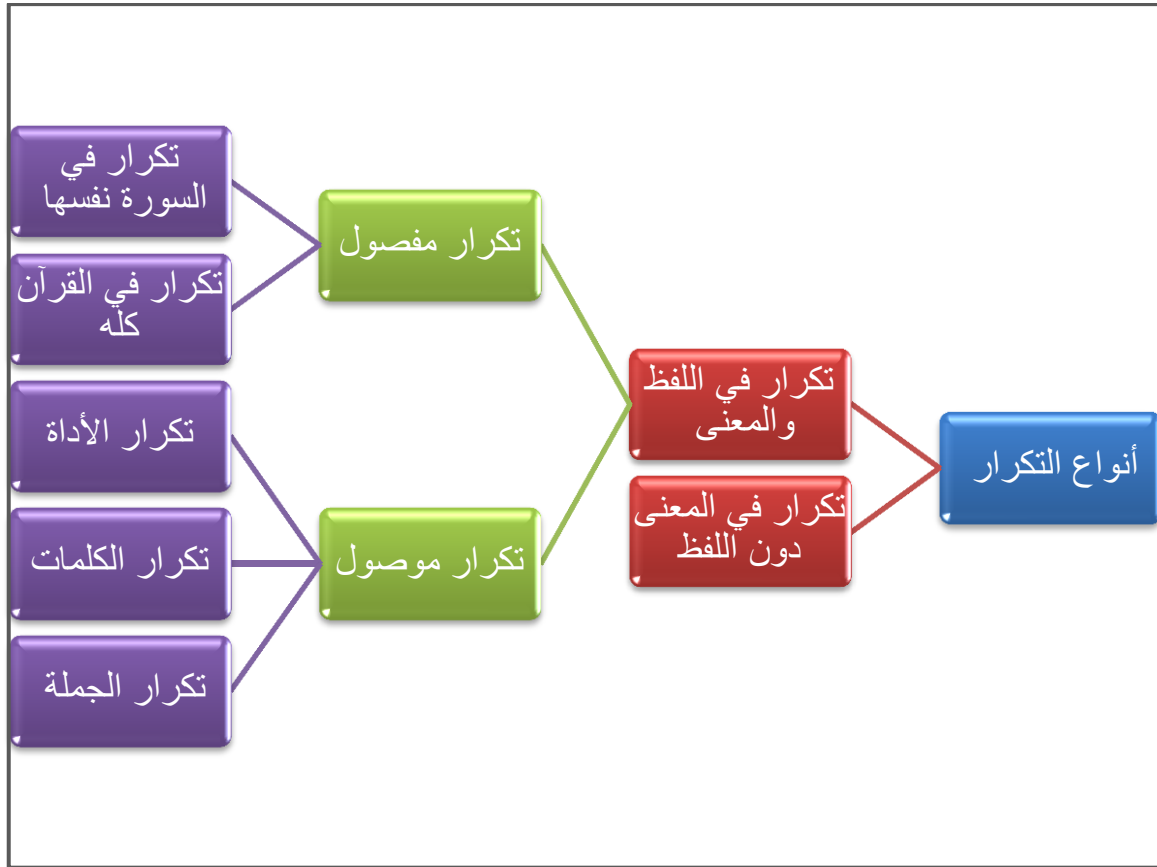 أنواع التكرار
تكرار في اللفظ
والمعنى
تكرار في المعنى
دون اللفظ
تكرار مفصول
تكرار موصول
تكرار في
السورة نفسها
تكرار في القرآن
كله
تكرار الأداة
تكرار الكلمات
تكرار الجملة